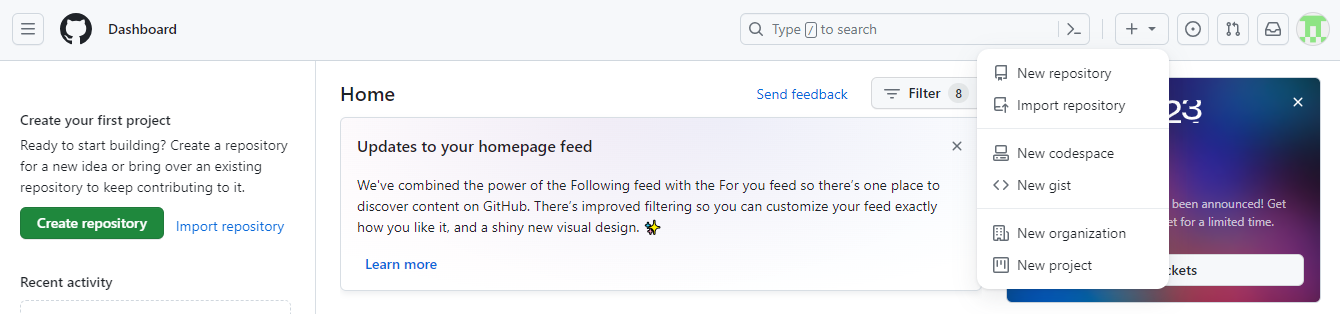 Dashboard
Type / to search
New repository
Import repository
New codespace
New gist
New organization
New project
Create your first project
Ready to start building? Create a repository
for a new idea or bring over an existing
repository to keep contributing to it.
Create repository
Import repository
Recent activity
Home
Send feedback
Filter 8
Updates to your homepage feed
We've combined the power of the Following feed with the For you feed so there's one place to
discover content on GitHub. There's improved filtering so you can customize your feed exactly
how you like it, and a shiny new visual design. ✨
Learn more
23
been announced! Get
for a limited time.